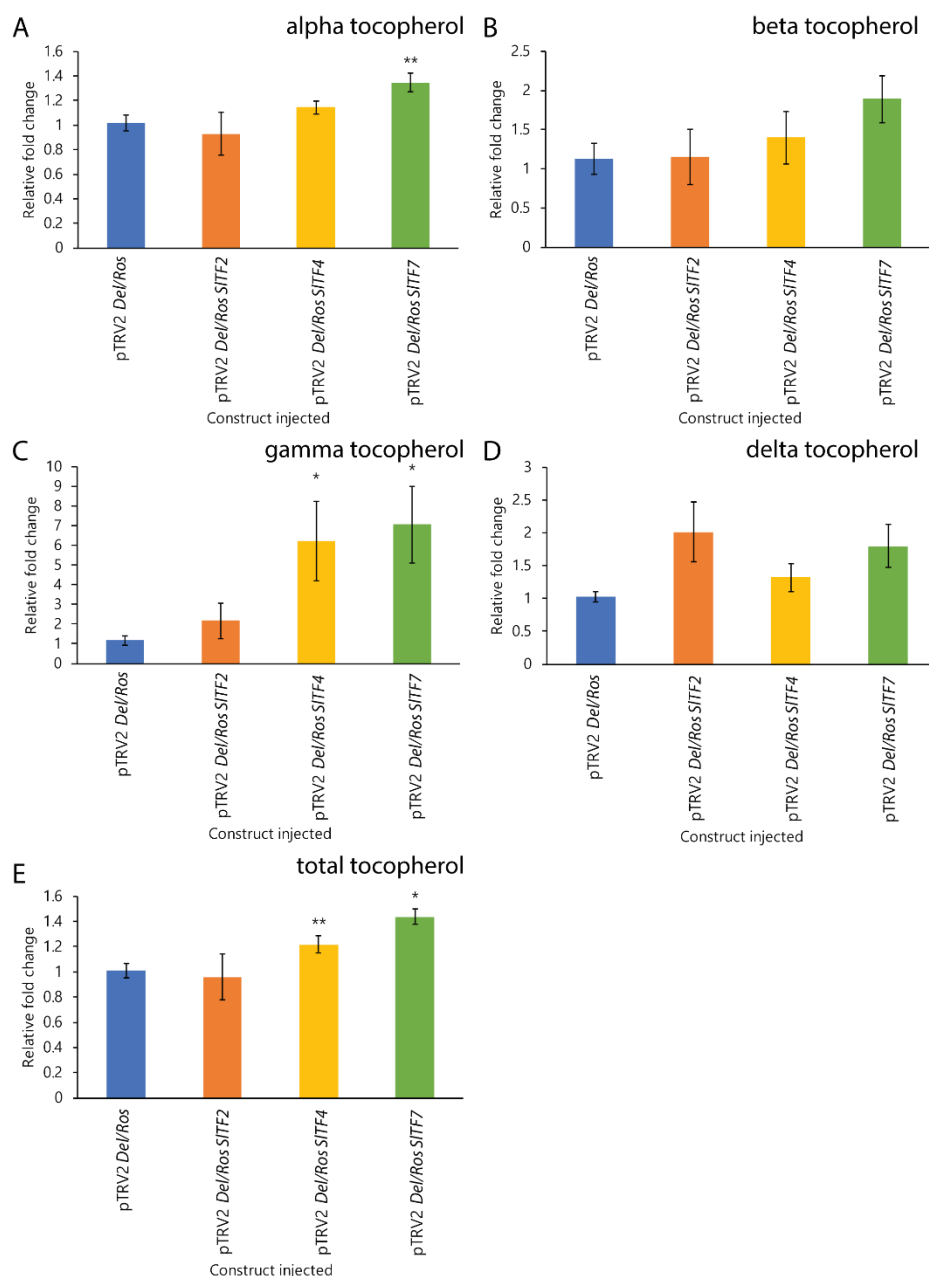 A
alpha tocopherol
1.6
1.4
1.2
1
0.8
0.6
0.4
0.2
0
Relative fold change
**
pTRV2 Del/Ros
pTRV2 Del/Ros SlTF2
pTRV2 Del/Ros SlTF4
pTRV2 Del/Ros SlTF7
Construct injected
B
beta tocopherol
2.5
2
1.5
1
0.5
0
Relative fold change
pTRV2 Del/Ros
pTRV2 Del/Ros SlTF2
pTRV2 Del/Ros SlTF4
pTRV2 Del/Ros SlTF7
Construct injected
C
gamma tocopherol
10
9
8
7
6
5
4
3
2
1
0
Relative fold change
*
*
pTRV2 Del/Ros
pTRV2 Del/Ros SlTF2
pTRV2 Del/Ros SlTF4
pTRV2 Del/Ros SlTF7
Construct injected
D
delta tocopherol
3
2.5
2
1.5
1
0.5
0
Relative fold change
pTRV2 Del/Ros
pTRV2 Del/Ros SlTF2
pTRV2 Del/Ros SlTF4
pTRV2 Del/Ros SlTF7
Construct injected
E
total tocopherol
1.6
1.4
1.2
1
0.8
0.6
0.4
0.2
0
Relative fold change
**
*
pTRV2 Del/Ros
pTRV2 Del/Ros SlTF2
pTRV2 Del/Ros SlTF4
pTRV2 Del/Ros SlTF7
Construct injected